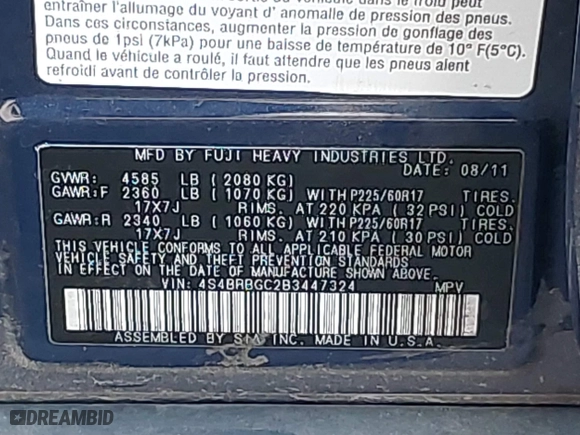 entraîner l'allumage du voyant d' anomalie de pression des pneus.
Dans ces circonstances, augmenter la pression de gonflage des
pneus de 1psi (7kPa) pour une baisse de température de 10° F(5°C).
Quand le véhicule a roulé, il faut attendre que les pneus aient
refroidi avant de contrôler la pression.
MFD BY FUJI HEAVY INDUSTRIES LTD.
DATE: 08/11
GVWR: 4585 LB (2080 KG)
GAWR:F 2360 LB (1070 KG) WITH P225/60R17 TIRES.
17X7J RIMS. AT 220 KPA (32 PSI) COLD
GAWR:R 2340 LB (1060 KG) WITH P225/60R17 TIRES.
17X7J RIMS. AT 210 KPA (30 PSI) COLD
THIS VEHICLE CONFORMS TO ALL APPLICABLE FEDERAL MOTOR
VEHICLE SAFETY AND THEFT PREVENTION STANDARDS
IN EFFECT ON THE DATE OF MANUFACTURE SHOWN ABOVE.
VIN: 4S4BRBGC2B3447324 MPV
ASSEMBLED BY SIA INC. MADE IN U.S.A.
DREAMBID